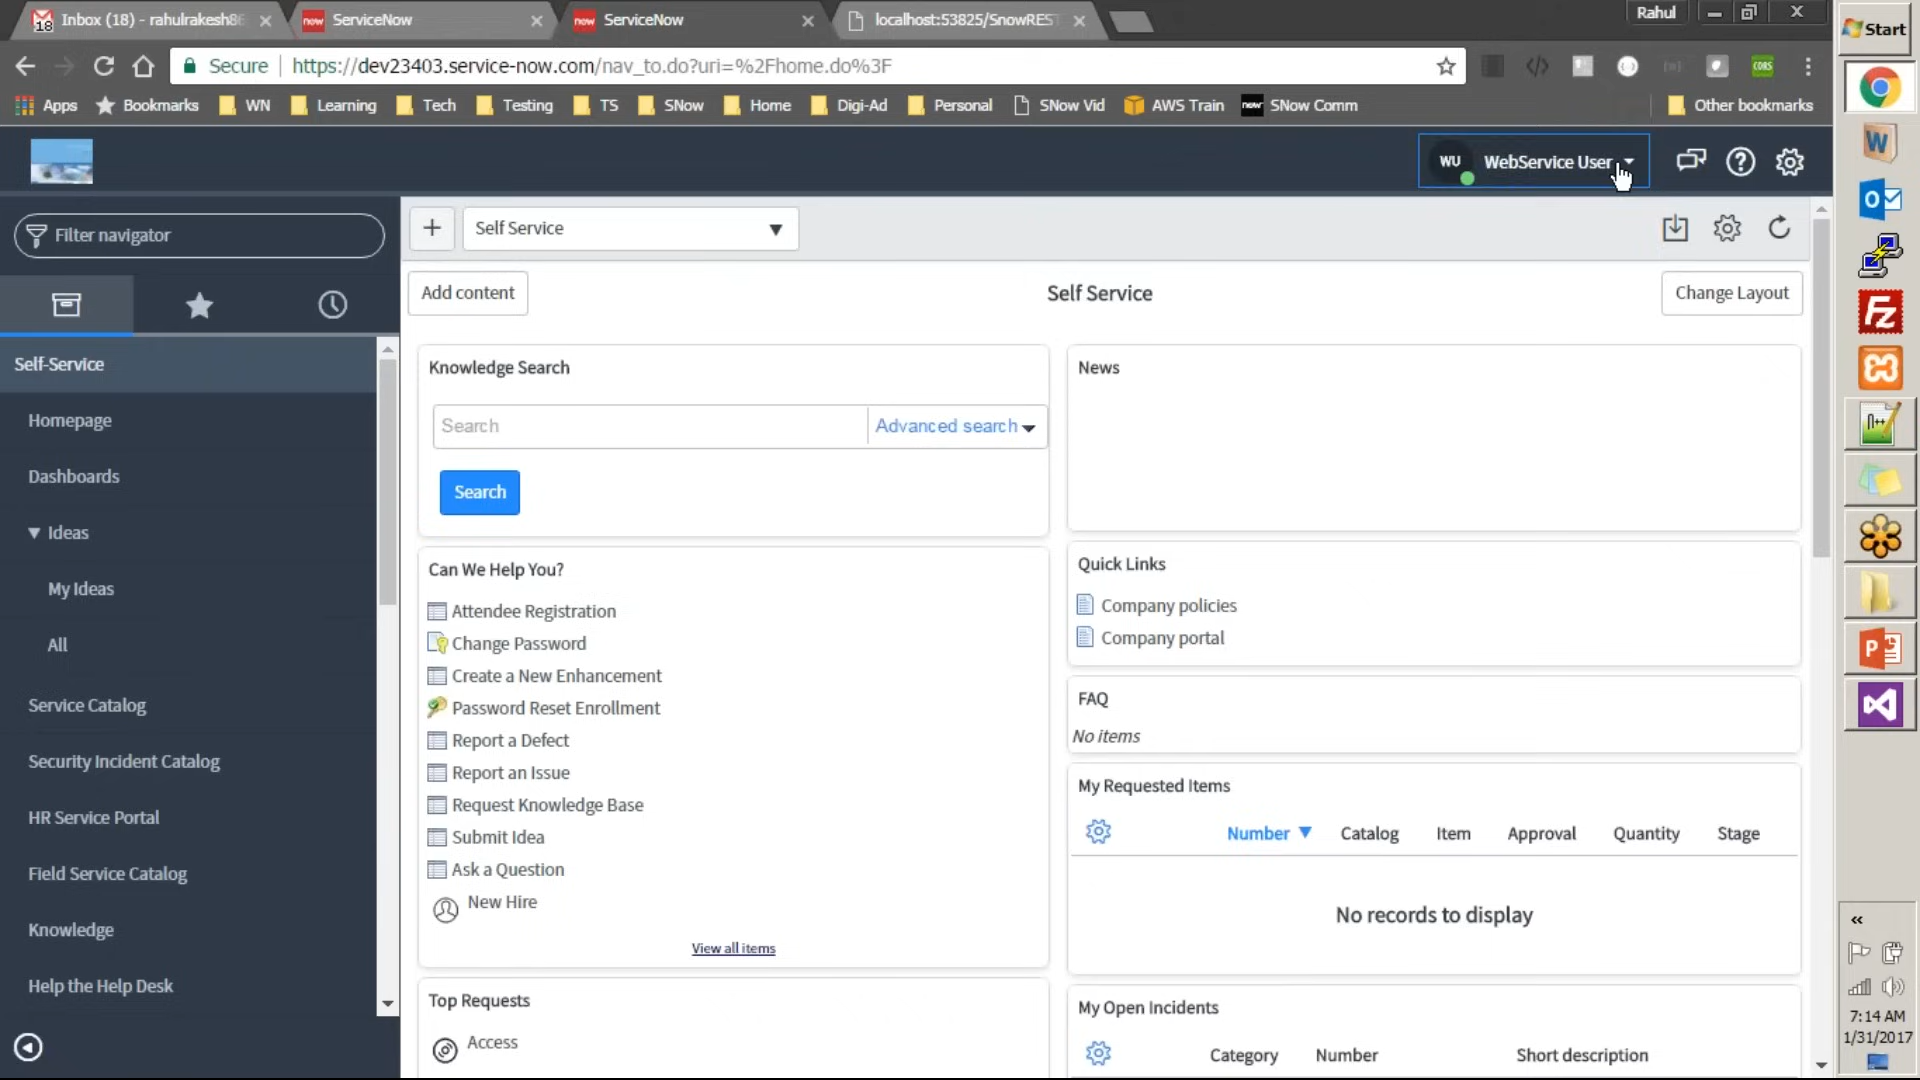 Inbox (18) - rahulrakesh86
ServiceNow
ServiceNow
localhost:53825/SnowREST
Rahul
Start
Secure
https://dev23403.service-now.com/nav_to.do?uri=%2Fhome.do%3F
Apps
Bookmarks
WN
Learning
Tech
Testing
TS
SNow
Home
Digi-Ad
Personal
SNow Vid
AWS Train
SNow Comm
Other bookmarks
WU
WebService User
Filter navigator
Self Service
Add content
Self Service
Change Layout
Self-Service
Homepage
Dashboards
Ideas
My Ideas
All
Service Catalog
Security Incident Catalog
HR Service Portal
Field Service Catalog
Knowledge
Help the Help Desk
Knowledge Search
Search
Advanced search
Search
Can We Help You?
Attendee Registration
Change Password
Create a New Enhancement
Password Reset Enrollment
Report a Defect
Report an Issue
Request Knowledge Base
Submit Idea
Ask a Question
New Hire
View all items
Top Requests
Access
News
Quick Links
Company policies
Company portal
FAQ
No items
My Requested Items
Number Catalog Item Approval Quantity Stage
No records to display
My Open Incidents
Category Number Short description
7:14 AM
1/31/2017